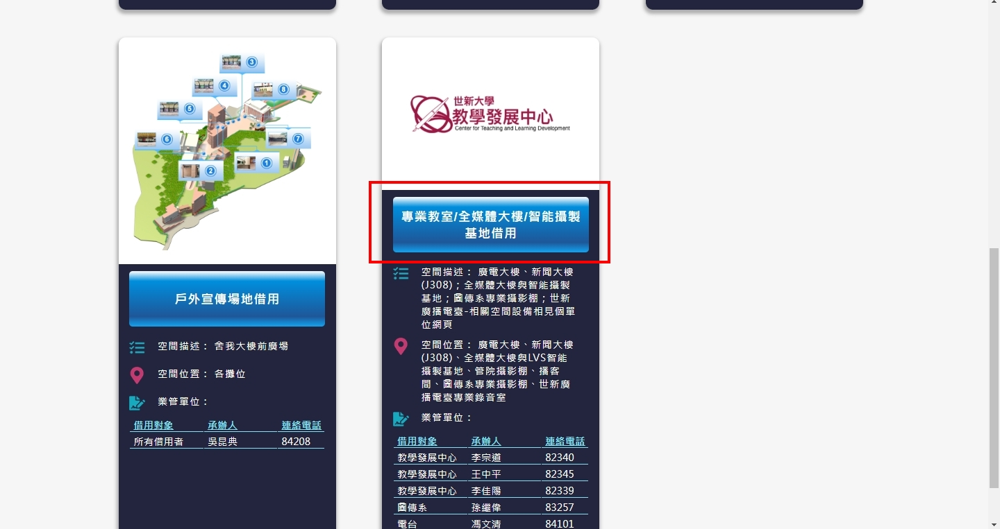 3
4
8
5
6
7
1
2
戶外宣傳場地借用
空間描述： 舍我大樓前廣場
空間位置： 各攤位
業管單位：
借用對象 承辦人 連絡電話
所有借用者 吳昆典 84208
世新大學
教學發展中心
Center for Teaching and Learning Development
專業教室/全媒體大樓/智能攝製
基地借用
空間描述： 廣電大樓、新聞大樓
(J308)；全媒體大樓與智能攝製
基地；圖傳系專業攝影棚；世新
廣播電臺-相關空間設備相見個單
位網頁
空間位置： 廣電大樓、新聞大樓
(J308)、全媒體大樓與LVS智能
攝製基地、管院攝影棚、播客
間、圖傳系專業攝影棚、世新廣
播電臺專業錄音室
業管單位：
借用對象 承辦人 連絡電話
教學發展中心 李宗道 82340
教學發展中心 王中平 82345
教學發展中心 李佳陽 82339
圖傳系 孫繼偉 83257
電台 馮文清 84101